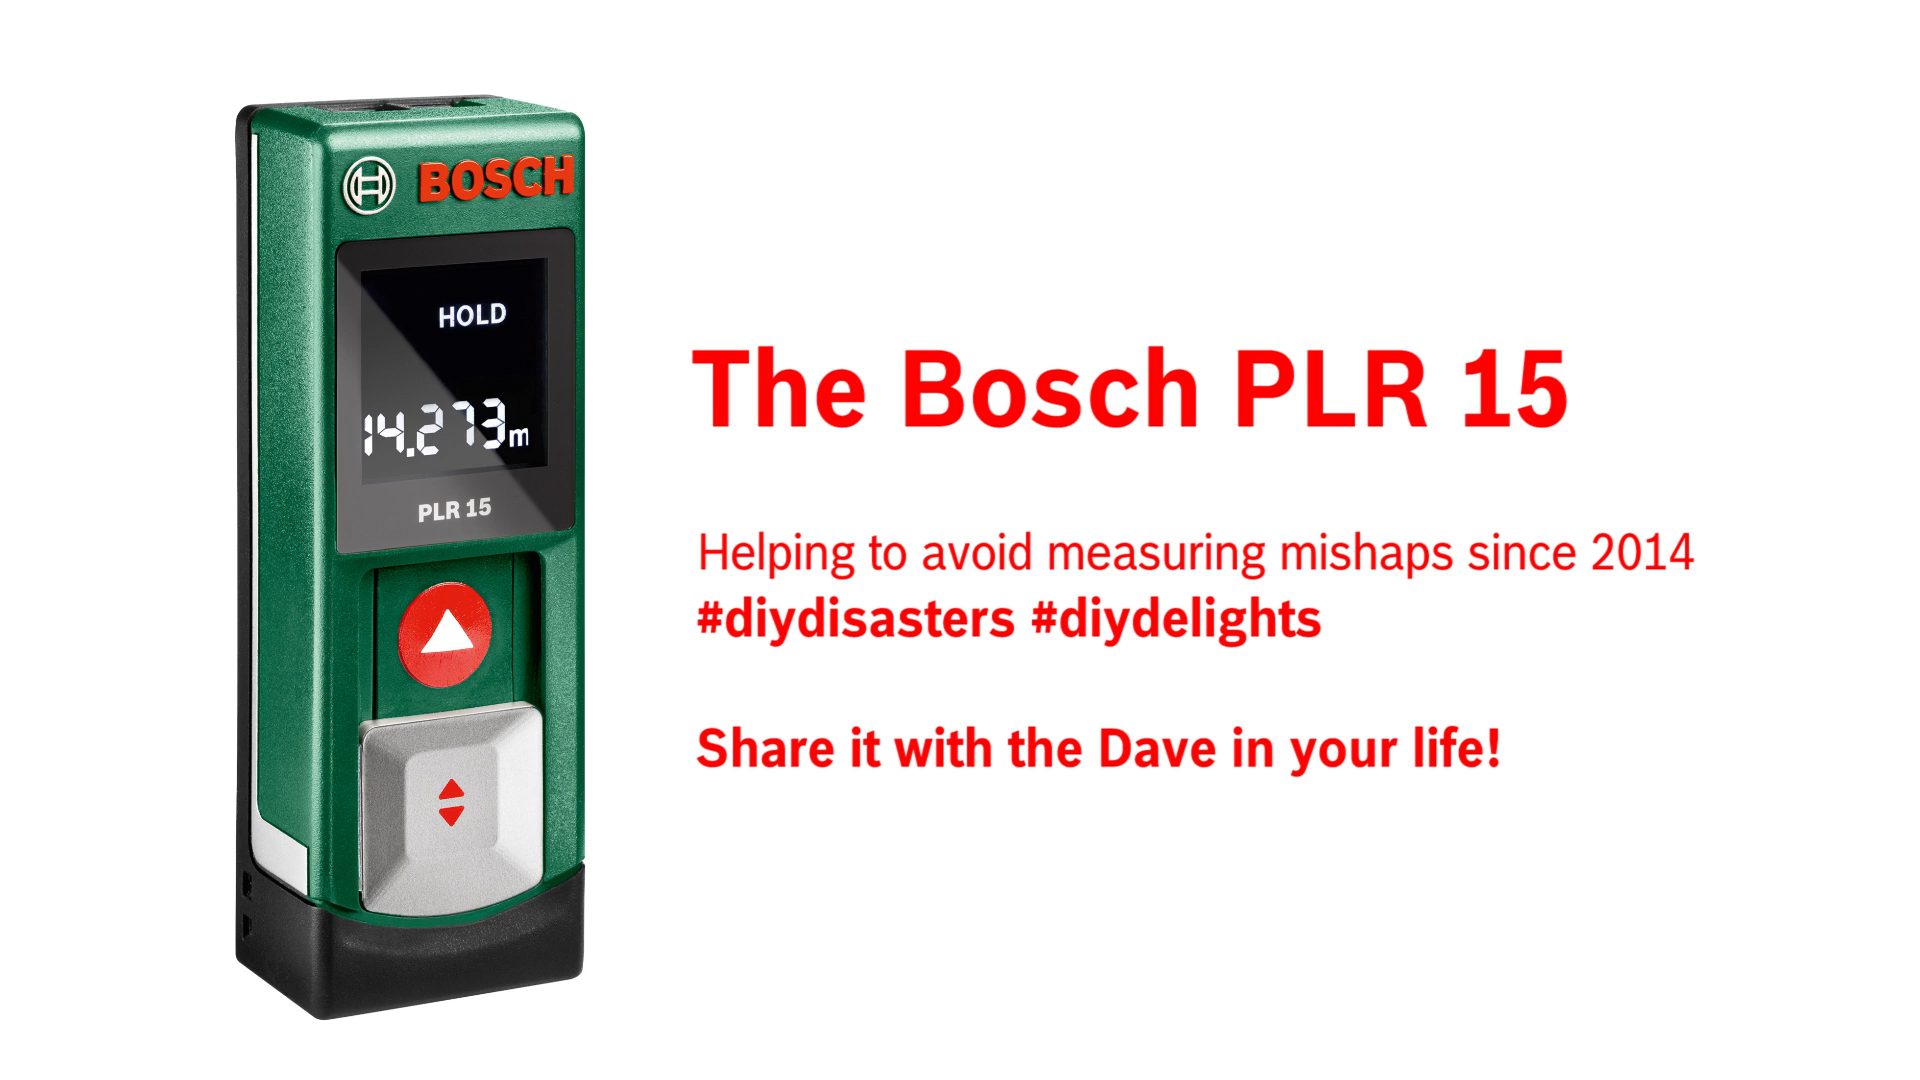 BOSCH
HOLD
14.273m
PLR 15
The Bosch PLR 15
Helping to avoid measuring mishaps since 2014
#diydisasters #diydelights
Share it with the Dave in your life!